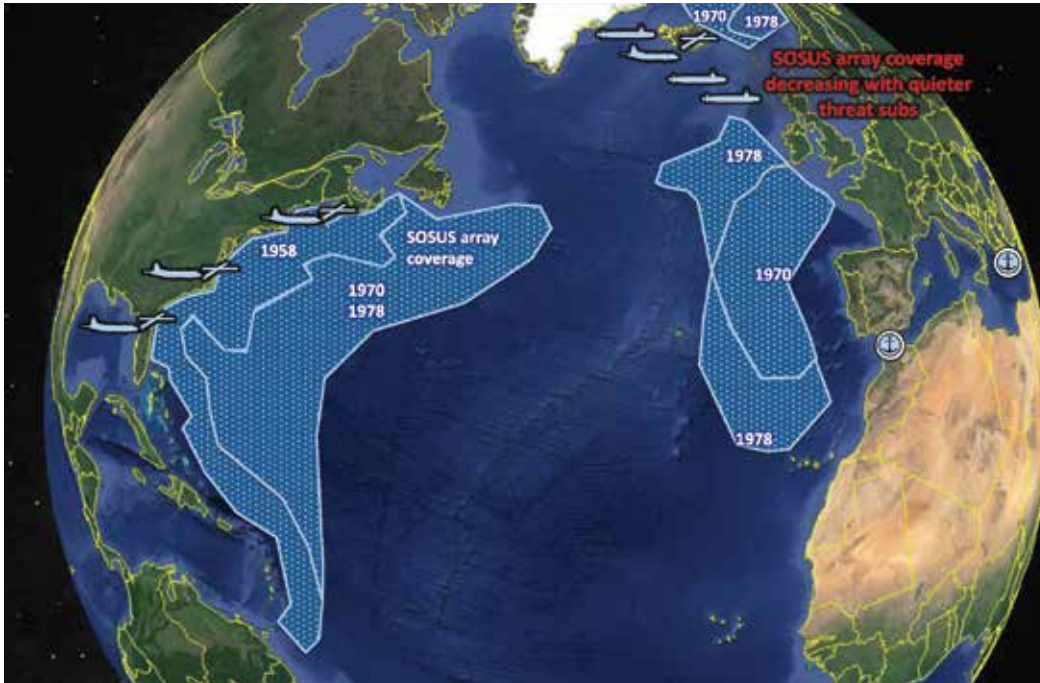 1970
1978
SOSUS array coverage
decreasing with quieter
threat subs
1978
1958
SOSUS array
coverage
1970
1970
1978
1978